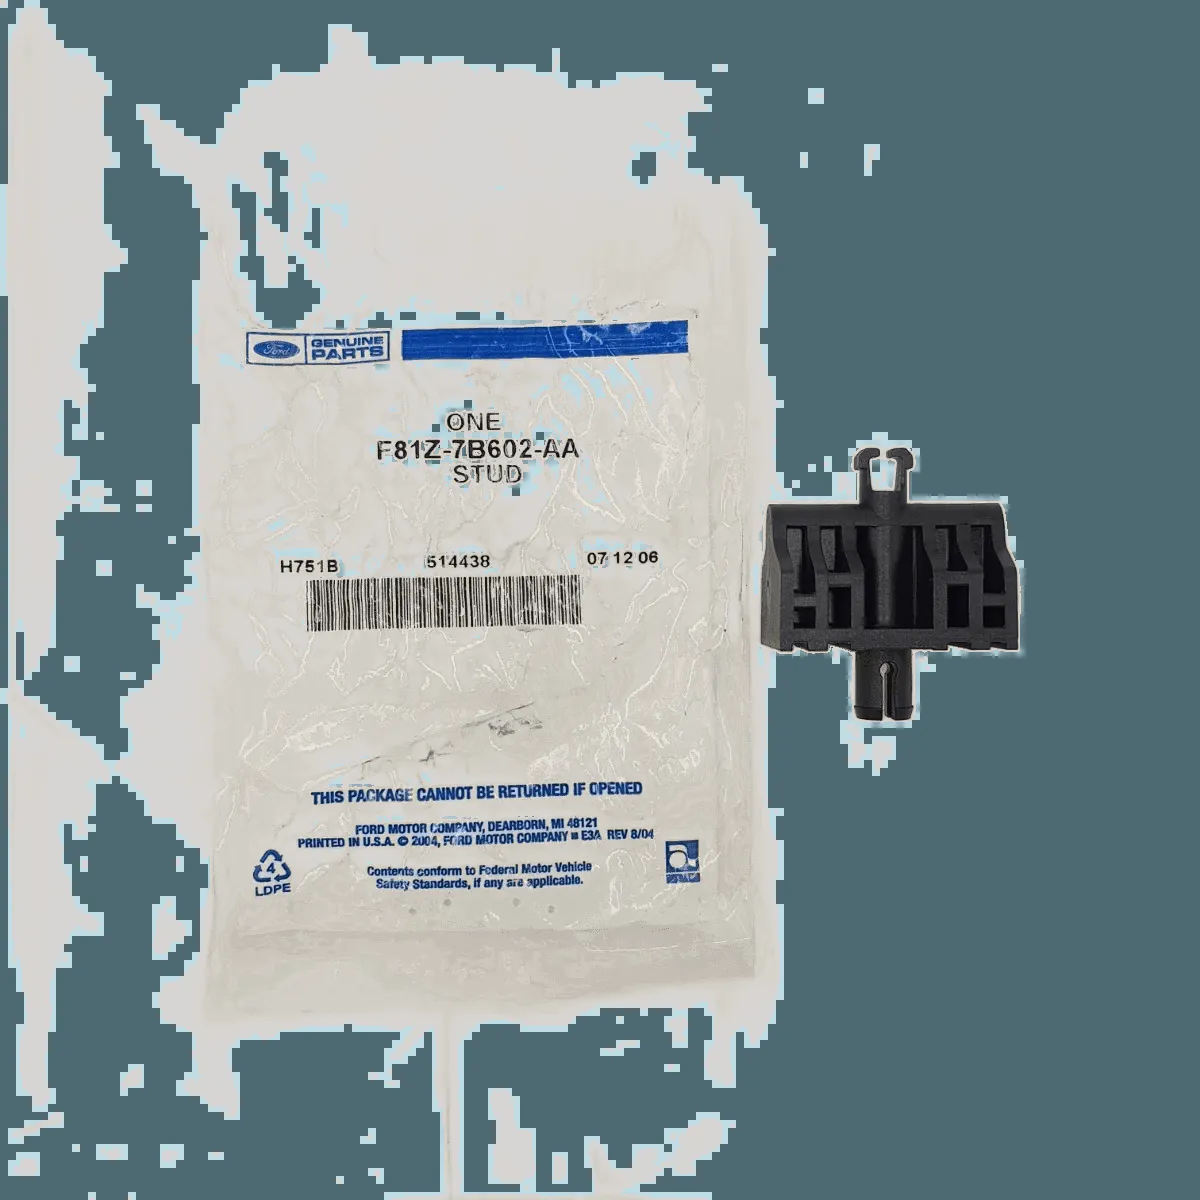 Ford GENUINE PARTS
ONE
F81Z-7B602-AA
STUD
H751B 514438 07 12 06
THIS PACKAGE CANNOT BE RETURNED IF OPENED
FORD MOTOR COMPANY, DEARBORN, MI 48121
PRINTED IN U.S.A. © 2004, FORD MOTOR COMPANY E3A REV 8/04
Contents conform to Federal Motor Vehicle
Safety Standards, if any are applicable.
4
LDPE